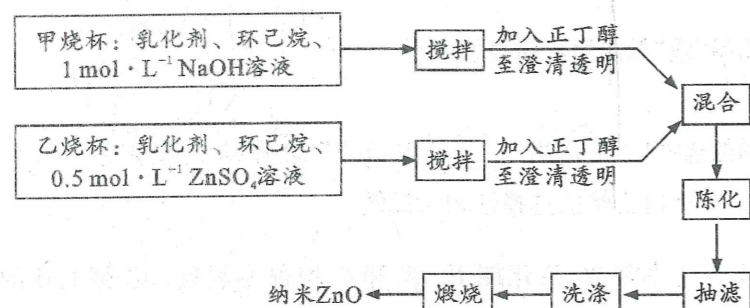 甲烧杯：乳化剂、环己烷、
1 mol·L⁻¹ NaOH溶液
搅拌
加入正丁醇
至澄清透明
混合
乙烧杯：乳化剂、环己烷、
0.5 mol·L⁻¹ ZnSO₄溶液
搅拌
加入正丁醇
至澄清透明
陈化
纳米ZnO
煅烧
洗涤
抽滤